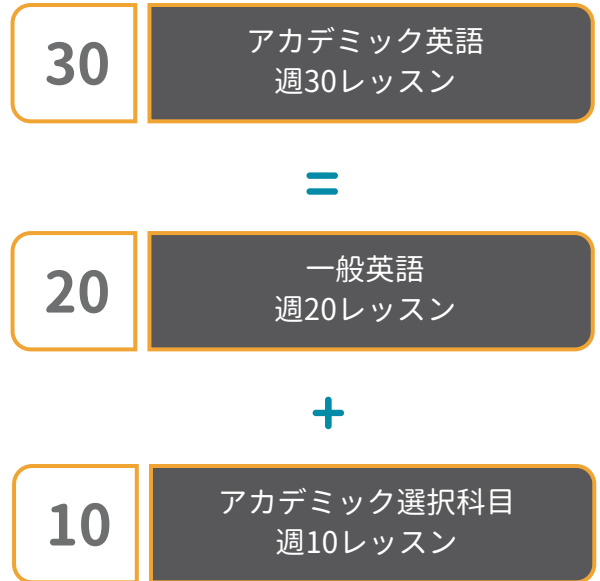 30
アカデミック英語
週30レッスン
=
20
一般英語
週20レッスン
+
10
アカデミック選択科目
週10レッスン